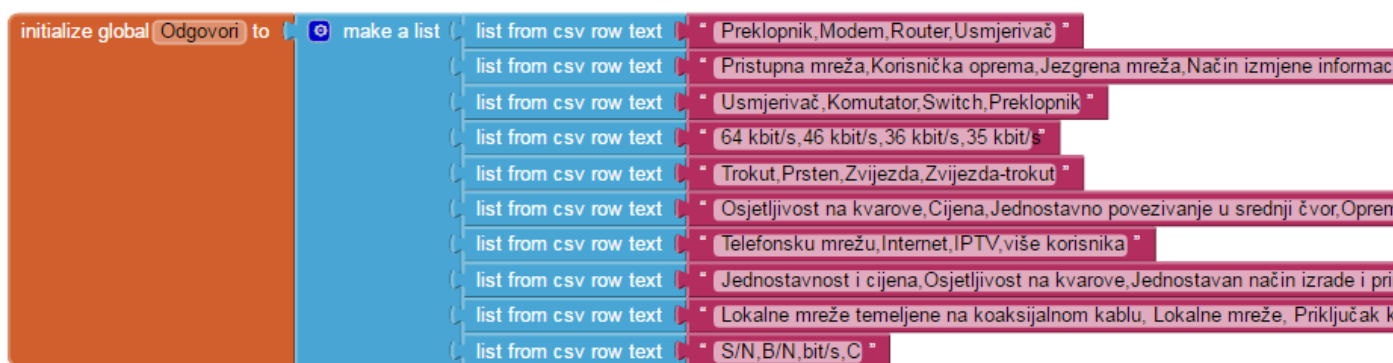 initialize global Odgovori to make a list list from csv row text " Preklopnik,Modem,Router,Usmjerivač "
list from csv row text " Pristupna mreža,Korisnička oprema,Jezgrena mreža,Način izmjene informac
list from csv row text " Usmjerivač,Komutator,Switch,Preklopnik "
list from csv row text " 64 kbit/s,46 kbit/s,36 kbit/s,35 kbit/s "
list from csv row text " Trokut,Prsten,Zvijezda,Zvijezda-trokut "
list from csv row text " Osjetljivost na kvarove,Cijena,Jednostavno povezivanje u srednji čvor,Oprem
list from csv row text " Telefonsku mrežu,Internet,IPTV,više korisnika "
list from csv row text " Jednostavnost i cijena,Osjetljivost na kvarove,Jednostavan način izrade i pri
list from csv row text " Lokalne mreže temeljene na koaksijalnom kablu, Lokalne mreže, Priključak k
list from csv row text " S/N,B/N,bit/s,C "